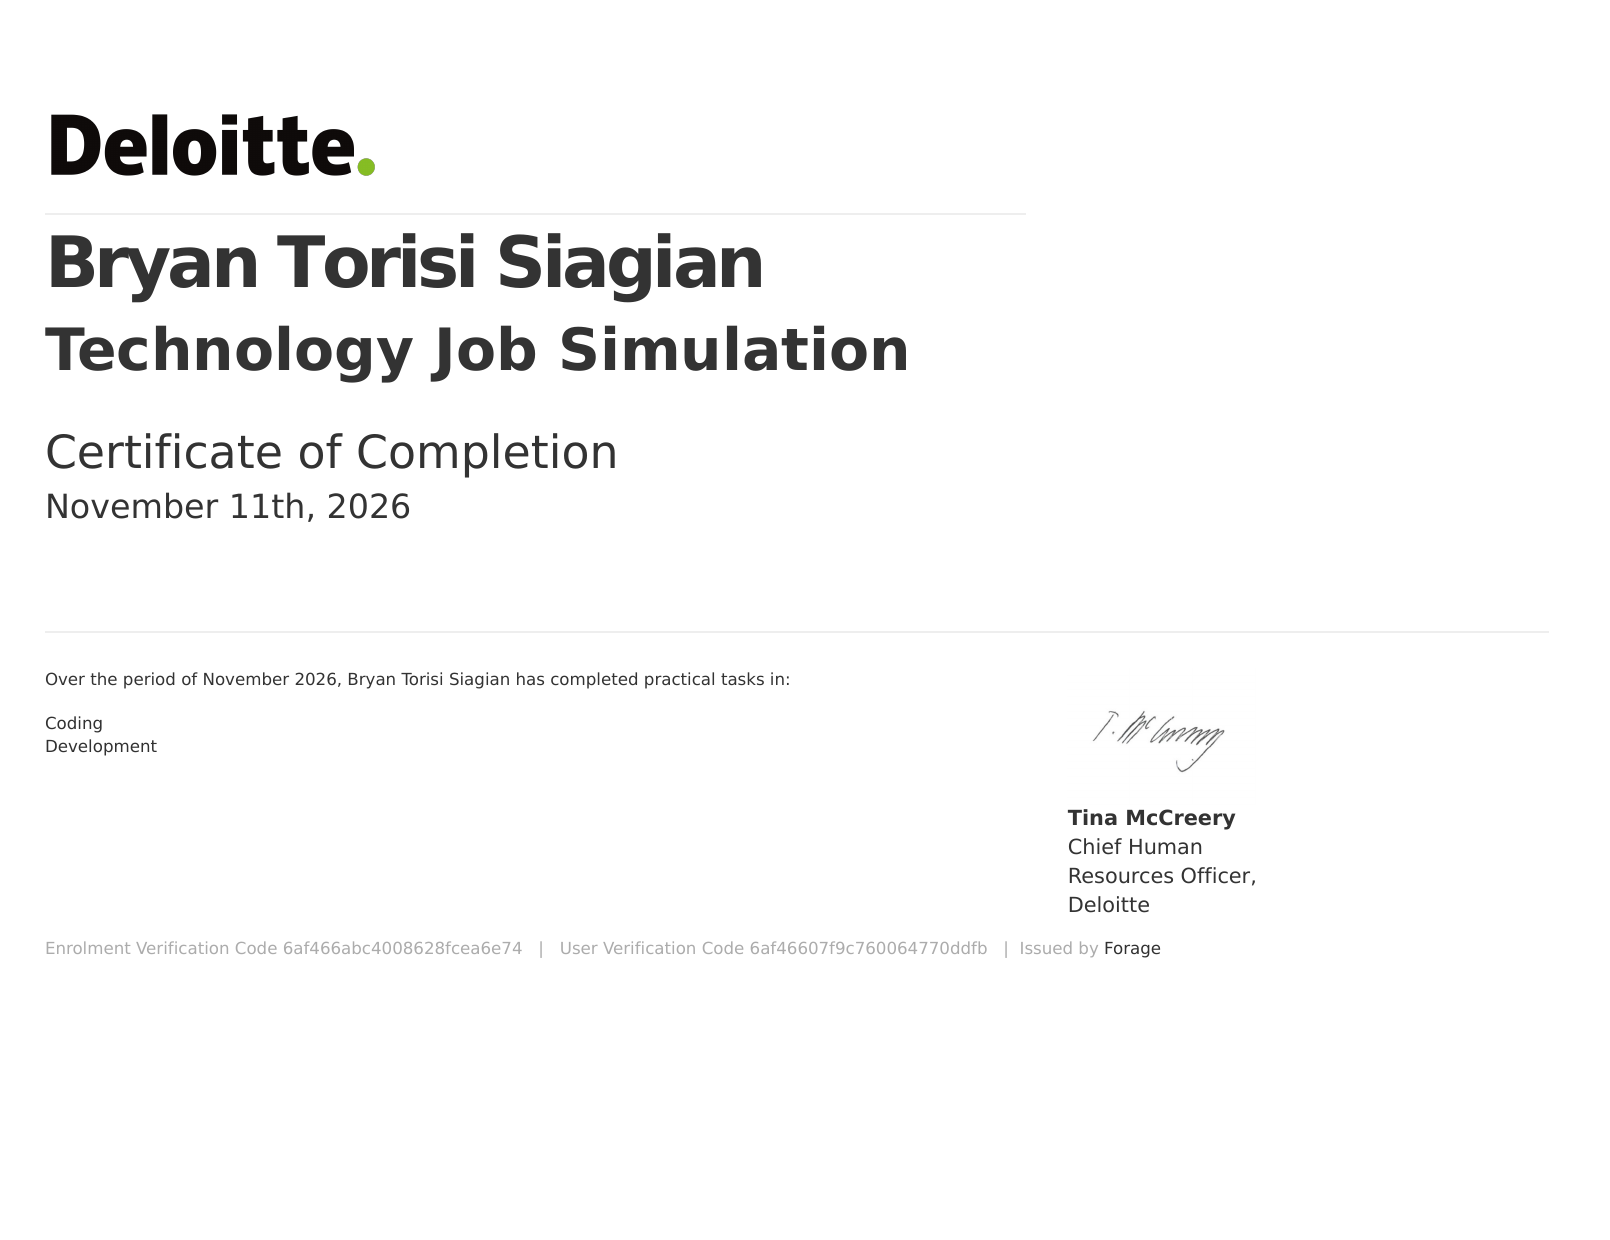 Deloitte.
Bryan Torisi Siagian
Technology Job Simulation
Certificate of Completion
November 11th, 2026
Over the period of November 2026, Bryan Torisi Siagian has completed practical tasks in:
Coding
Development
T. McCreery
Tina McCreery
Chief Human
Resources Officer,
Deloitte
Enrolment Verification Code 6af466abc4008628fcea6e74 | User Verification Code 6af46607f9c760064770ddfb | Issued by Forage